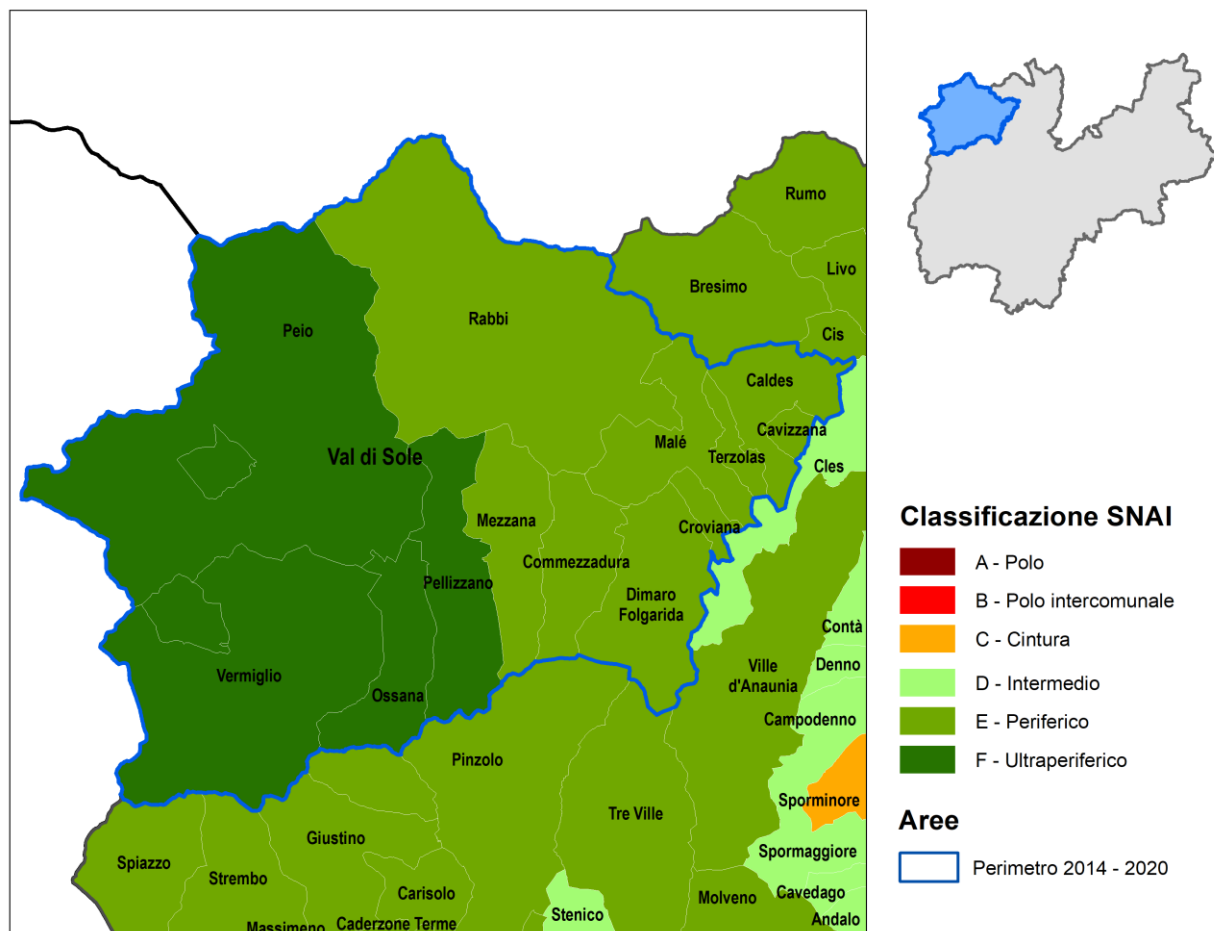 Rumo
Livo
Bresimo
Rabbi
Peio
Cis
Caldes
Cavizzana
Malé
Terzolas
Val di Sole
Cles
Mezzana
Croviana
Commezzadura
Pellizzano
Dimaro
Folgarida
Contà
Denno
Ville
d'Anaunia
Vermiglio
Ossana
Campodenno
Pinzolo
Sporminore
Tre Ville
Giustino
Spormaggiore
Spiazzo
Strembo
Carisolo
Molveno
Cavedago
Stenico
Andalo
Massimeno
Caderzone Terme
Classificazione SNAI
A - Polo
B - Polo intercomunale
C - Cintura
D - Intermedio
E - Periferico
F - Ultraperiferico
Aree
Perimetro 2014 - 2020